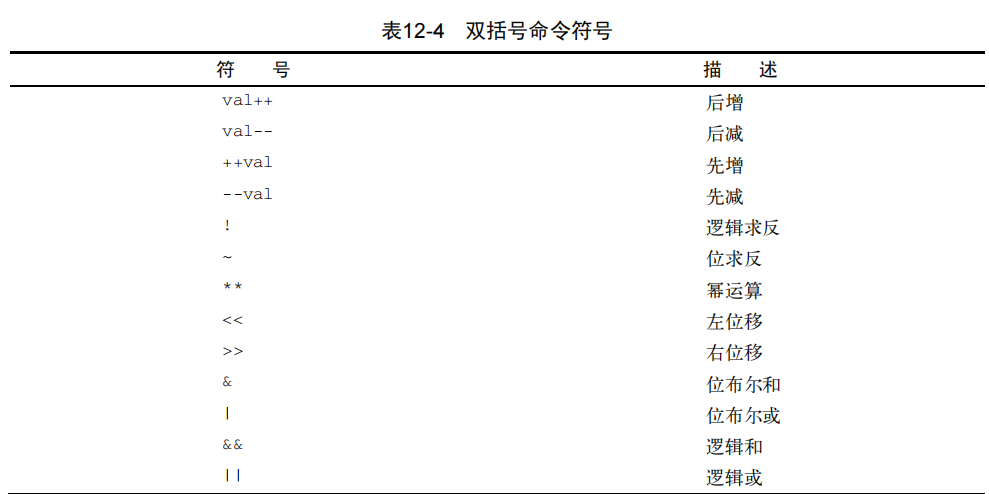 表12-4 双括号命令符号
符 号 描 述
val++ 后增
val-- 后减
++val 先增
--val 先减
! 逻辑求反
~ 位求反
** 幂运算
<< 左位移
>> 右位移
& 位布尔和
| 位布尔或
&& 逻辑和
|| 逻辑或